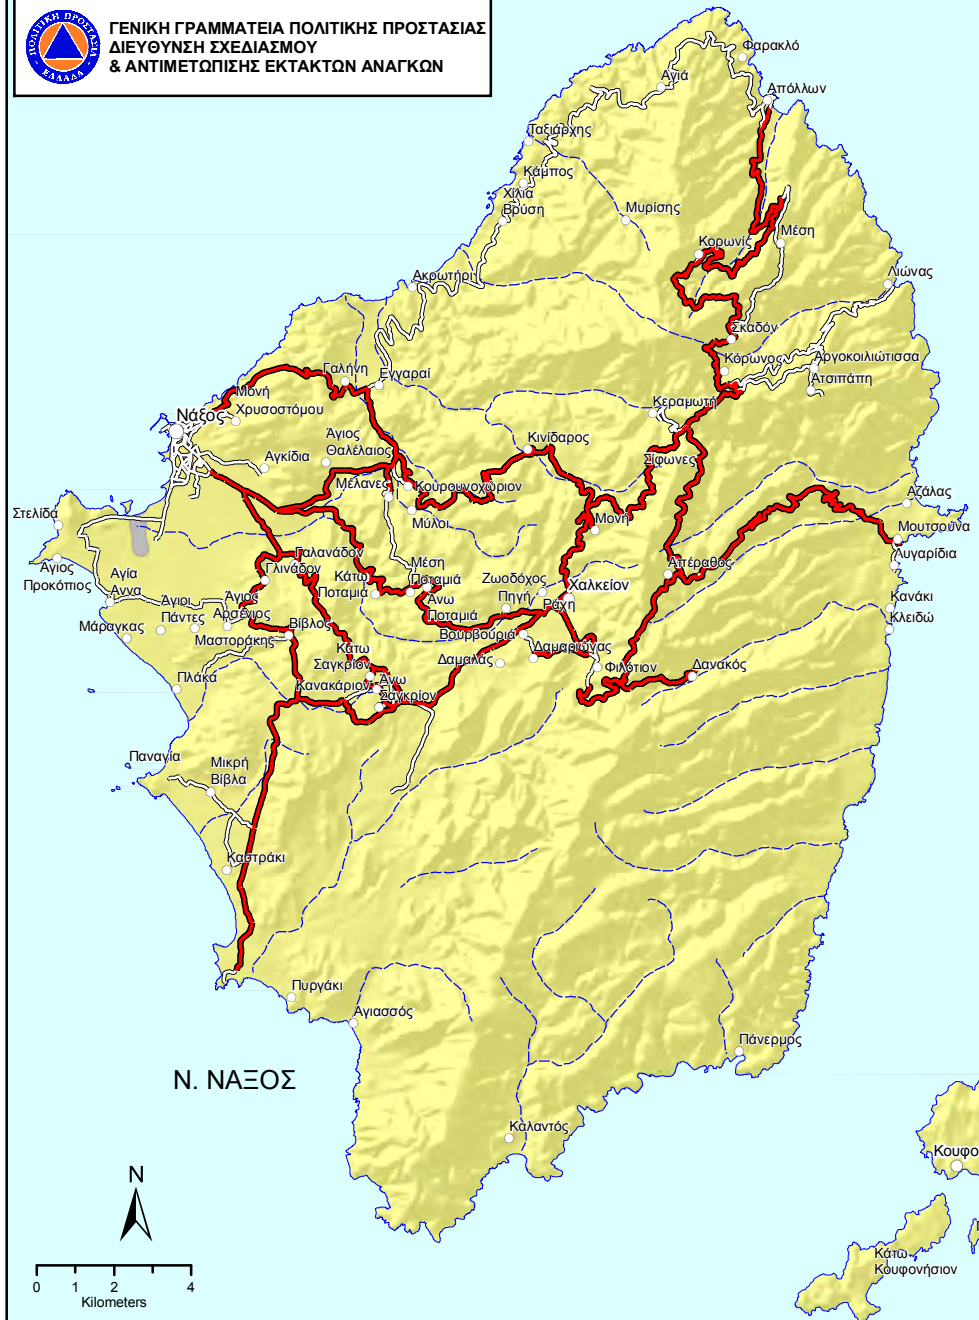 ΠΟΛΙΤΙΚΗ ΠΡΟΣΤΑΣΙΑ
ΕΛΛΑΔΑ
ΓΕΝΙΚΗ ΓΡΑΜΜΑΤΕΙΑ ΠΟΛΙΤΙΚΗΣ ΠΡΟΣΤΑΣΙΑΣ
ΔΙΕΥΘΥΝΣΗ ΣΧΕΔΙΑΣΜΟΥ
& ΑΝΤΙΜΕΤΩΠΙΣΗΣ ΕΚΤΑΚΤΩΝ ΑΝΑΓΚΩΝ
Φαρακλό
Αγιά
Απόλλων
Ταξιάρχης
Κάμπος
Χίλια
Βρύση
Μυρίσης
Κορωνίς
Μέση
Ακρωτήρι
Λιώνας
Σκαδόν
Κόρωνος
Αργοκοιλιώτισσα
Ατσιπάπη
Γαλήνη
Εγγαραί
Μονή
Χρυσοστόμου
Νάξος
Κεραμωτή
Άγιος
Θαλέλαιος
Κινίδαρος
Αγκίδια
Σίφωνες
Μέλανες
Κουρουνοχώριον
Αζάλας
Στελίδα
Μύλοι
Μονή
Μουτσούνα
Λυγαρίδια
Άγιος
Προκόπιος
Γαλανάδον
Γλινάδον
Κάτω
Ποταμιά
Μέση
Ποταμιά
Ζωοδόχος
Πηγή
Χαλκείον
Απέραθος
Αγία
Άννα
Άγιοι
Πάντες
Άγιος
Αρσένιος
Άνω
Ποταμιά
Ράχη
Κανάκι
Κλειδώ
Μάραγκας
Μαστοράκης
Βίβλος
Βουρβουριά
Κάτω
Σαγκρίον
Δαμαλάς
Δαμαριώνας
Φιλότιον
Δανακός
Πλάκα
Κανακάριον
Άνω
Σαγκρίον
Παναγία
Μικρή
Βίβλα
Καστράκι
Πυργάκι
Αγιασσός
Πάνερμος
Ν. ΝΑΞΟΣ
Καλαντός
Κουφο
Κάτω
Κουφονήσιον
N
0 1 2 4
Kilometers